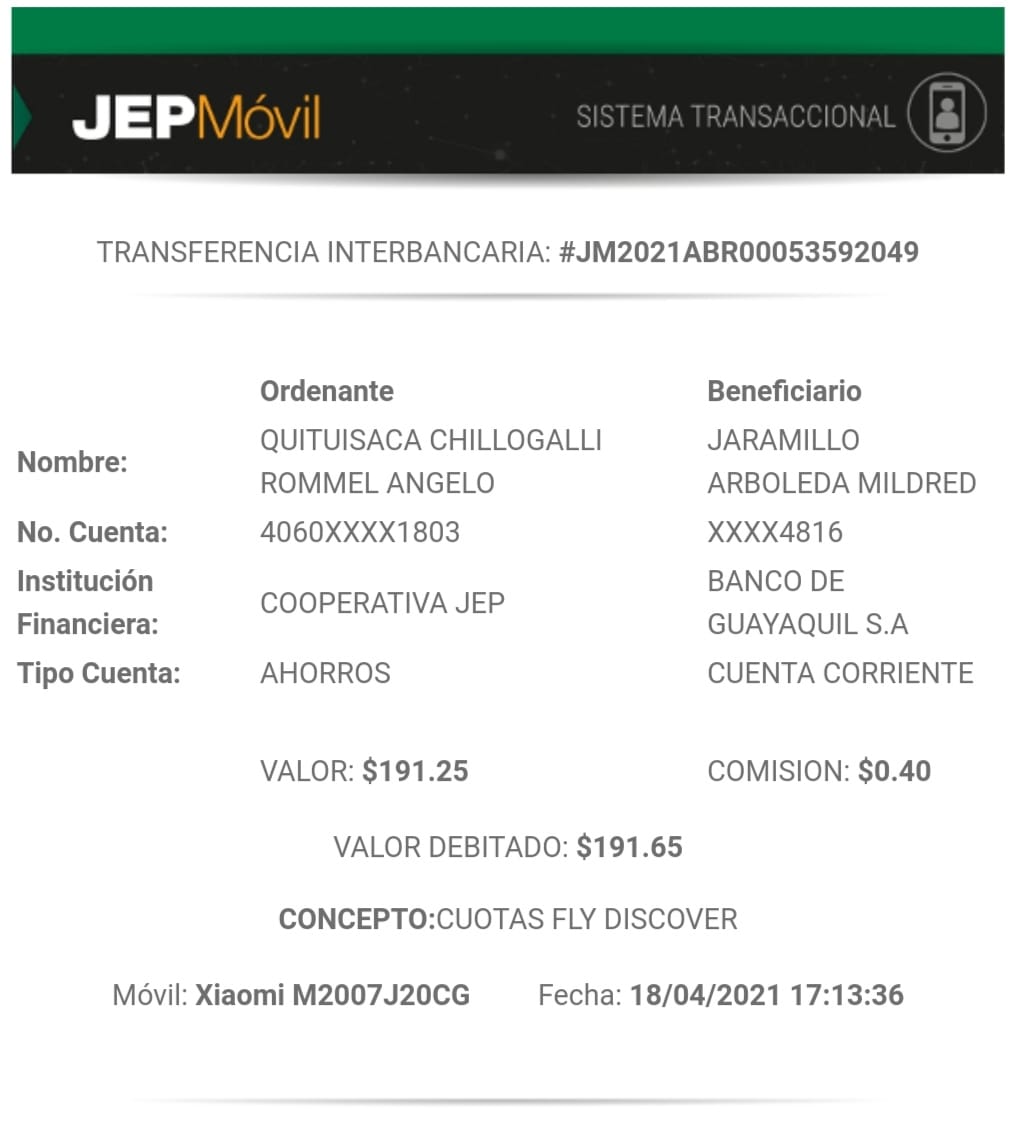 JEPMóvil SISTEMA TRANSACCIONAL
TRANSFERENCIA INTERBANCARIA: #JM2021ABR00053592049
Ordenante Beneficiario
Nombre: QUITUISACA CHILLOGALLI ROMMEL ANGELO JARAMILLO ARBOLEDA MILDRED
No. Cuenta: 4060XXXX1803 XXXX4816
Institución Financiera: COOPERATIVA JEP BANCO DE GUAYAQUIL S.A
Tipo Cuenta: AHORROS CUENTA CORRIENTE
VALOR: $191.25 COMISION: $0.40
VALOR DEBITADO: $191.65
CONCEPTO:CUOTAS FLY DISCOVER
Móvil: Xiaomi M2007J20CG Fecha: 18/04/2021 17:13:36